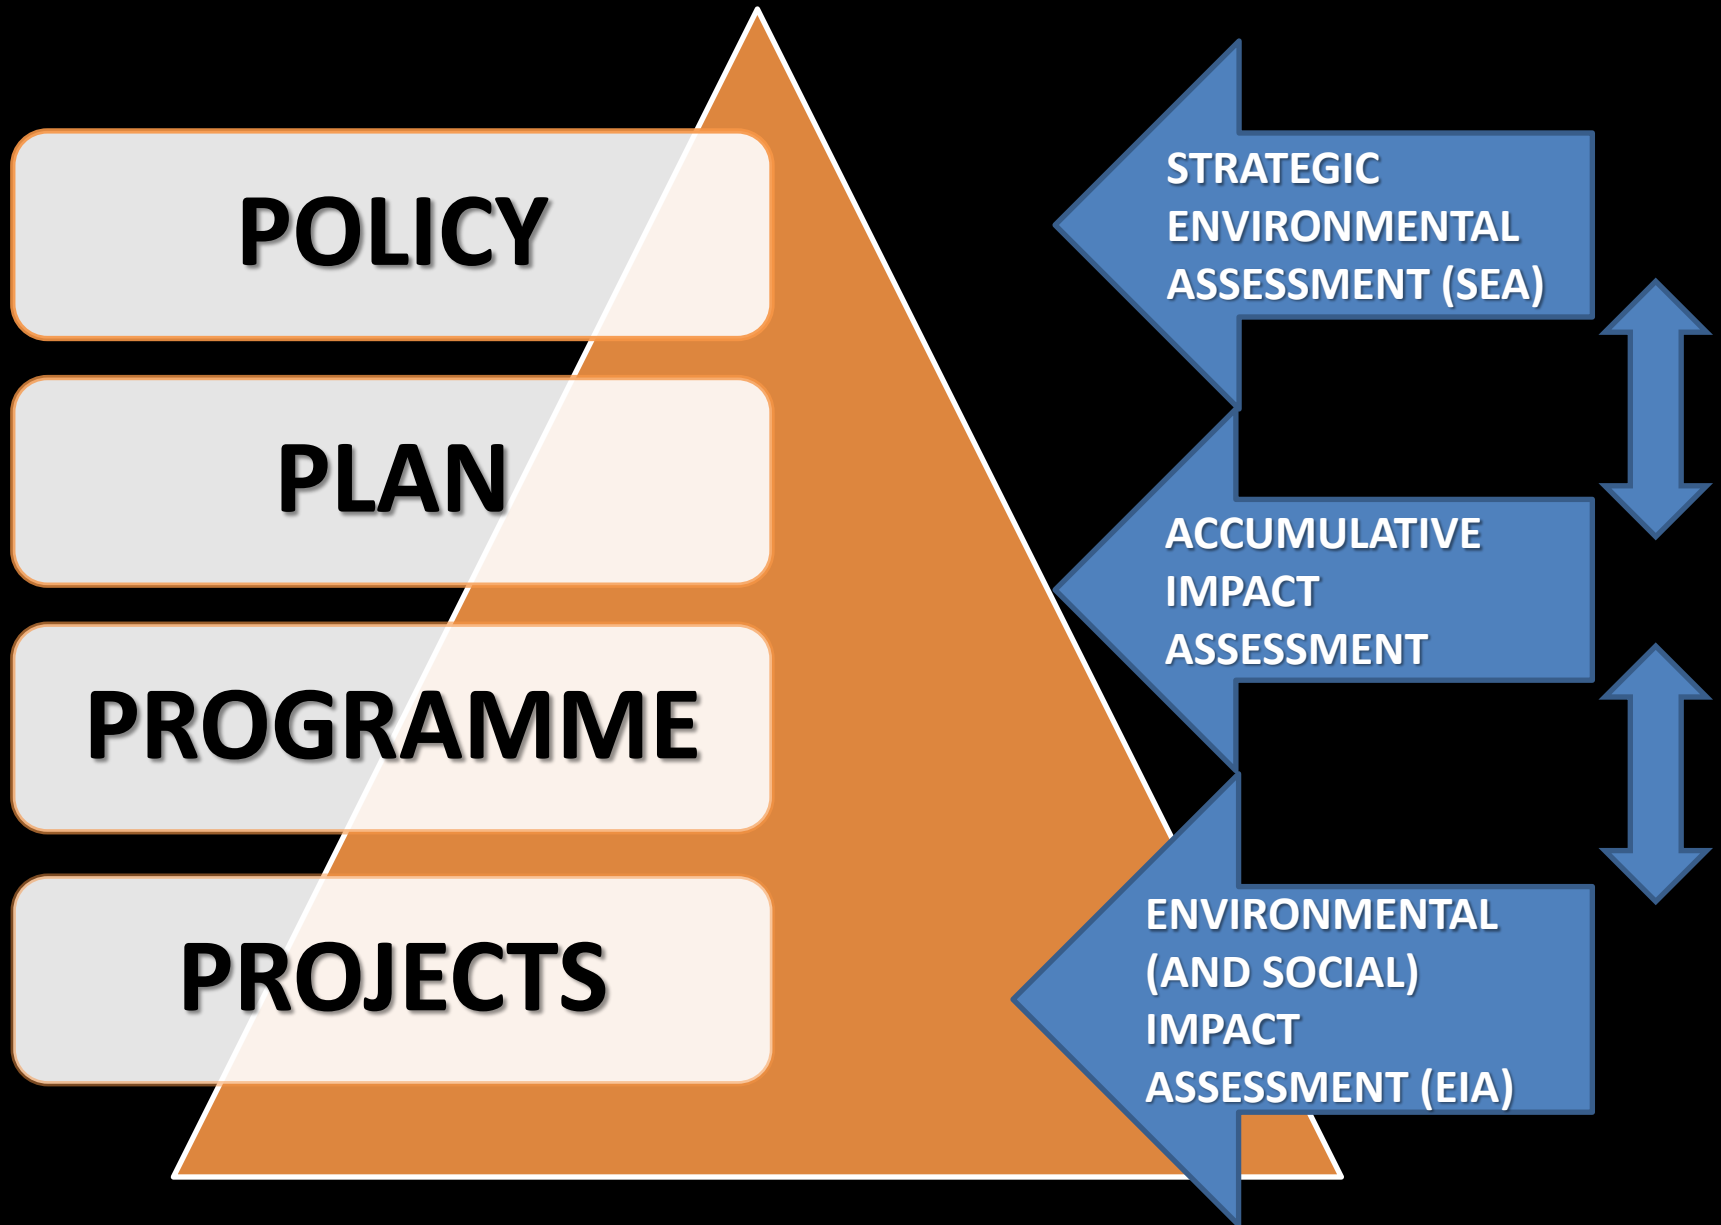 POLICY
PLAN
PROGRAMME
PROJECTS
STRATEGIC
ENVIRONMENTAL
ASSESSMENT (SEA)
ACCUMULATIVE
IMPACT
ASSESSMENT
ENVIRONMENTAL
(AND SOCIAL)
IMPACT
ASSESSMENT (EIA)